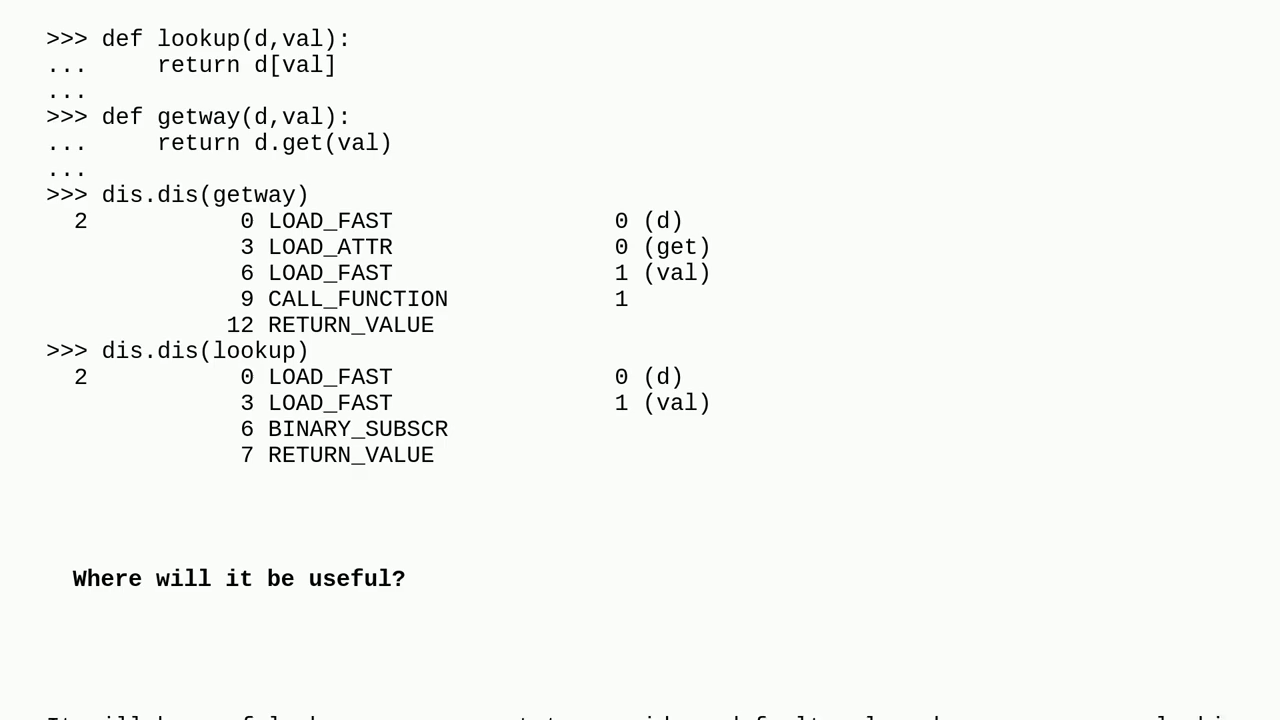 >>> def lookup(d,val):
...     return d[val]
...
>>> def getway(d,val):
...     return d.get(val)
...
>>> dis.dis(getway)
  2           0 LOAD_FAST                0 (d)
              3 LOAD_ATTR                0 (get)
              6 LOAD_FAST                1 (val)
              9 CALL_FUNCTION            1
             12 RETURN_VALUE
>>> dis.dis(lookup)
  2           0 LOAD_FAST                0 (d)
              3 LOAD_FAST                1 (val)
              6 BINARY_SUBSCR
              7 RETURN_VALUE
Where will it be useful?